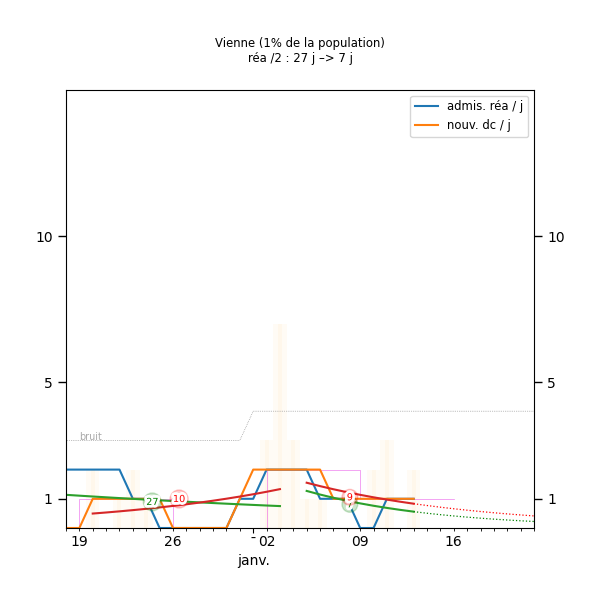 Vienne (1% de la population)
réa /2 : 27 j –> 7 j
admis. réa / j
nouv. dc / j
10
10
5
5
bruit
1
1
27
10
9
19
26
02
09
16
janv.